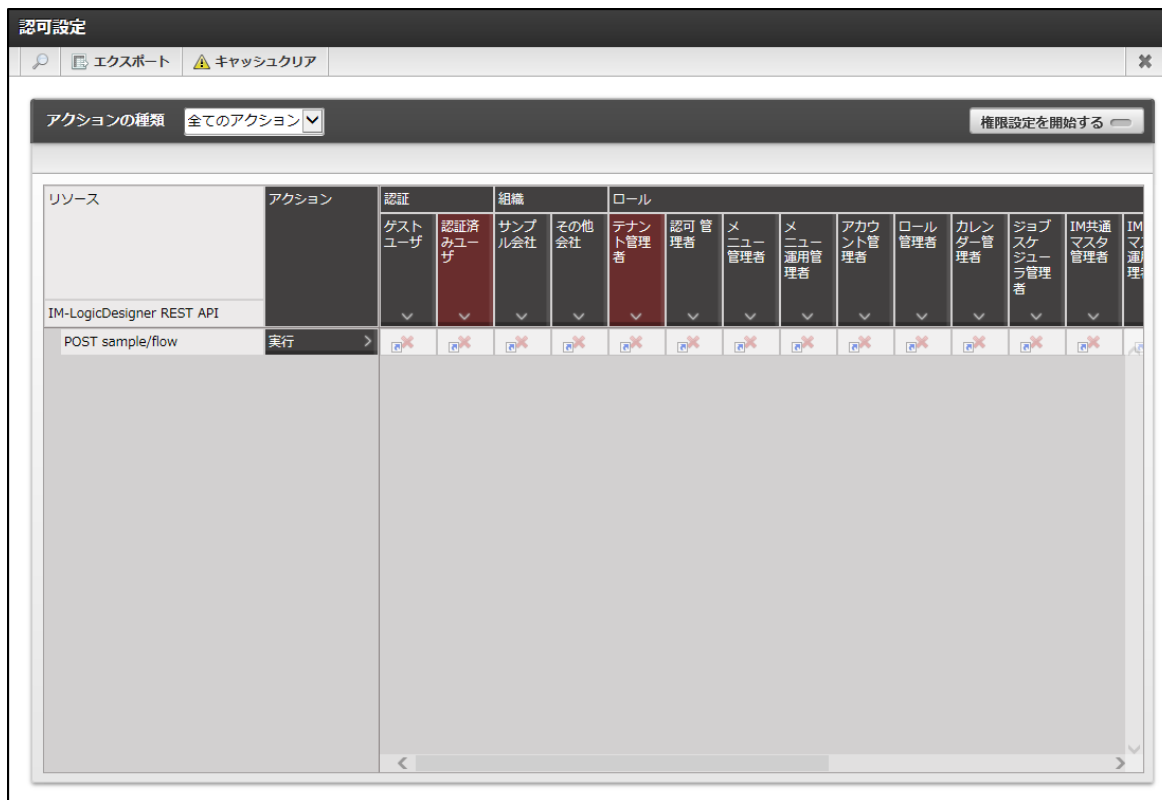 認可設定
エクスポート キャッシュクリア
アクションの種類 全てのアクション 権限設定を開始する
リソース アクション 認証 組織 ロール
ゲスト
ユーザ
認証済
みユー
ザ
サンプ
ル会社
その他
会社
テナン
ト管理
者
認可 管
理者
メ
ニュー
管理者
メ
ニュー
運用管
理者
アカウ
ント管
理者
ロール
管理者
カレン
ダー管
理者
ジョブ
スケ
ジュー
ラ管理
者
IM共通
マスタ
管理者
IM
IM-LogicDesigner REST API
POST sample/flow 実行